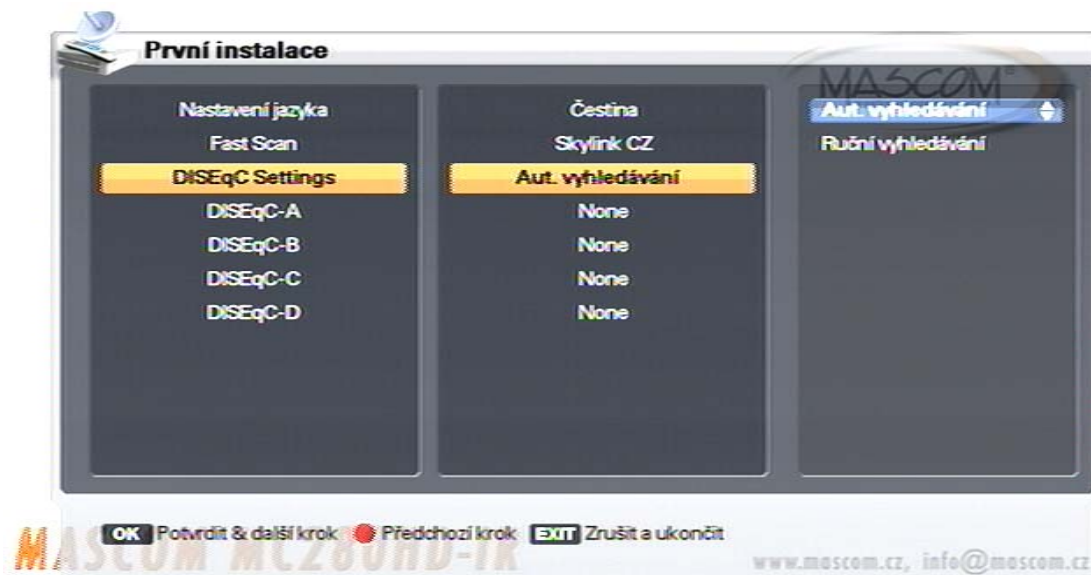 První instalace
MASCOM
Nastavení jazyka Čestina Aut. vyhledávání
Fast Scan Skylink CZ Ruční vyhledávání
DISEqC Settings Aut. vyhledávání
DISEqC-A None
DISEqC-B None
DISEqC-C None
DISEqC-D None
OK Potvrdit & další krok Předchozí krok EXIT Zrušit a ukončit
MASCOM MC280HD-IR
www.mascom.cz, info@mascom.cz